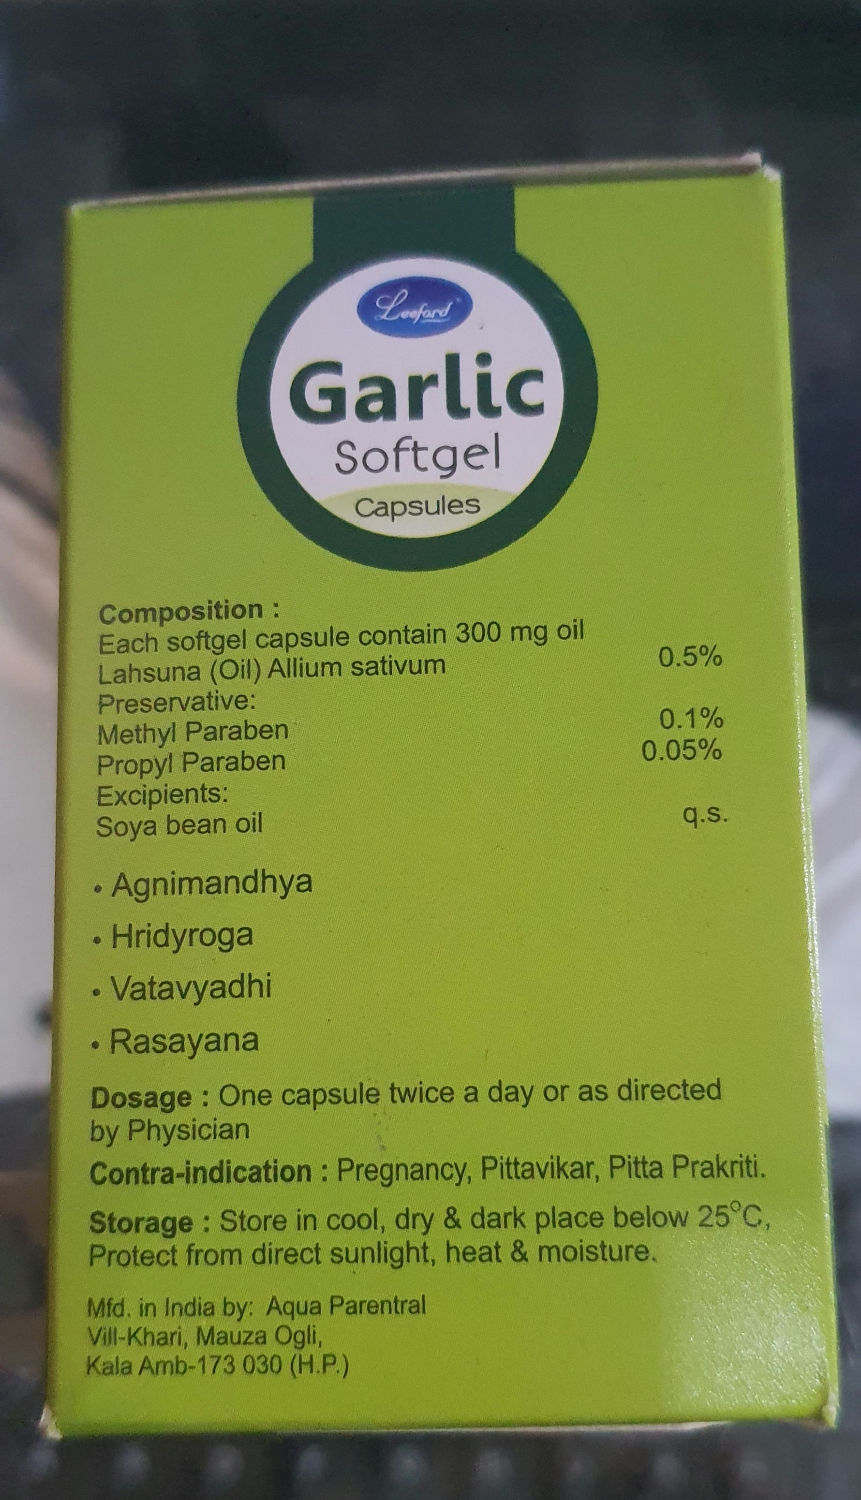 Leeford
Garlic
Softgel
Capsules
Composition :
Each softgel capsule contain 300 mg oil
Lahsuna (Oil) Allium sativum 0.5%
Preservative:
Methyl Paraben 0.1%
Propyl Paraben 0.05%
Excipients:
Soya bean oil q.s.
• Agnimandhya
• Hridyroga
• Vatavyadhi
• Rasayana
Dosage : One capsule twice a day or as directed
by Physician
Contra-indication : Pregnancy, Pittavikar, Pitta Prakriti.
Storage : Store in cool, dry & dark place below 25°C,
Protect from direct sunlight, heat & moisture.
Mfd. in India by: Aqua Parentral
Vill-Khari, Mauza Ogli,
Kala Amb-173 030 (H.P.)